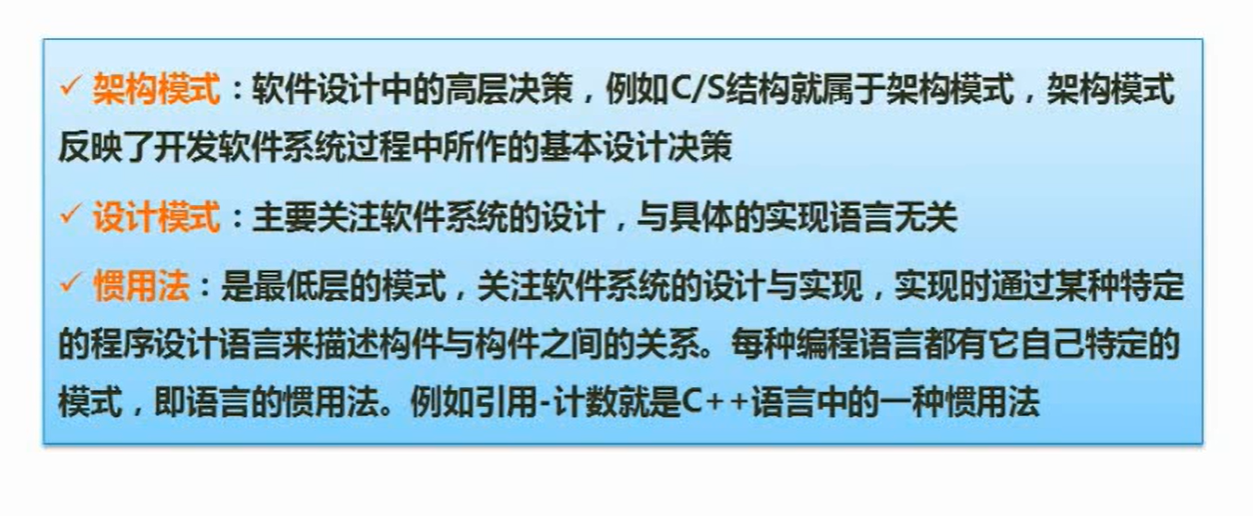 ✓ 架构模式：软件设计中的高层决策，例如C/S结构就属于架构模式，架构模式
反映了开发软件系统过程中所作的基本设计决策
✓ 设计模式：主要关注软件系统的设计，与具体的实现语言无关
✓ 惯用法：是最低层的模式，关注软件系统的设计与实现，实现时通过某种特定
的程序设计语言来描述构件与构件之间的关系。每种编程语言都有它自己特定的
模式，即语言的惯用法。例如引用-计数就是C++语言中的一种惯用法